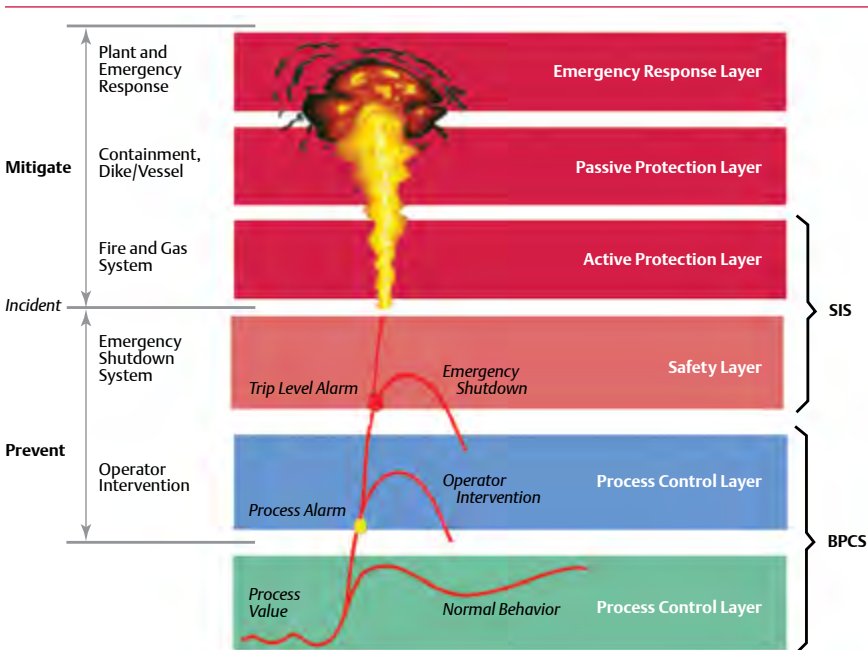 Plant and
Emergency
Response
Emergency Response Layer
Mitigate
Containment,
Dike/Vessel
Passive Protection Layer
Fire and Gas
System
Active Protection Layer
Incident
SIS
Emergency
Shutdown
System
Trip Level Alarm
Emergency
Shutdown
Safety Layer
Prevent
Operator
Intervention
Process Alarm
Operator
Intervention
Process Control Layer
BPCS
Process
Value
Normal Behavior
Process Control Layer